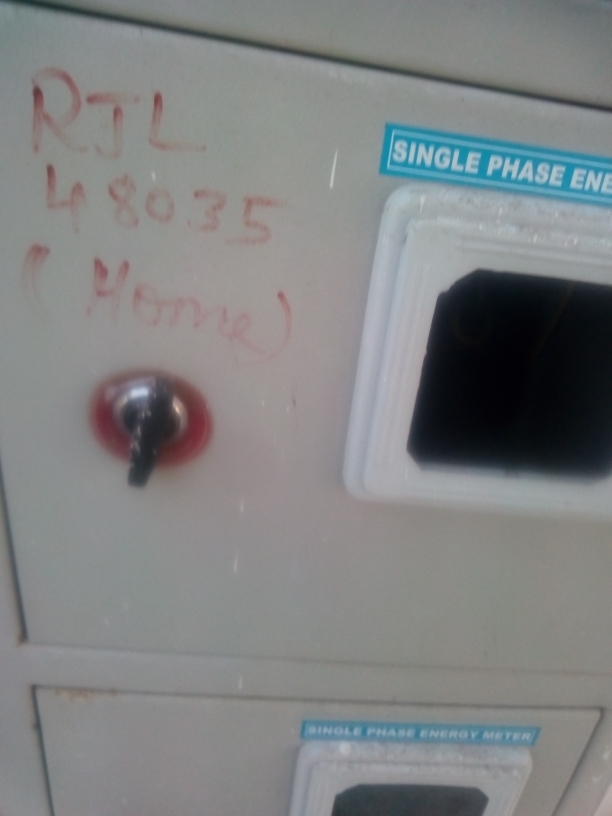 RJL
48035
(Home)
SINGLE PHASE ENE
SINGLE PHASE ENERGY METER